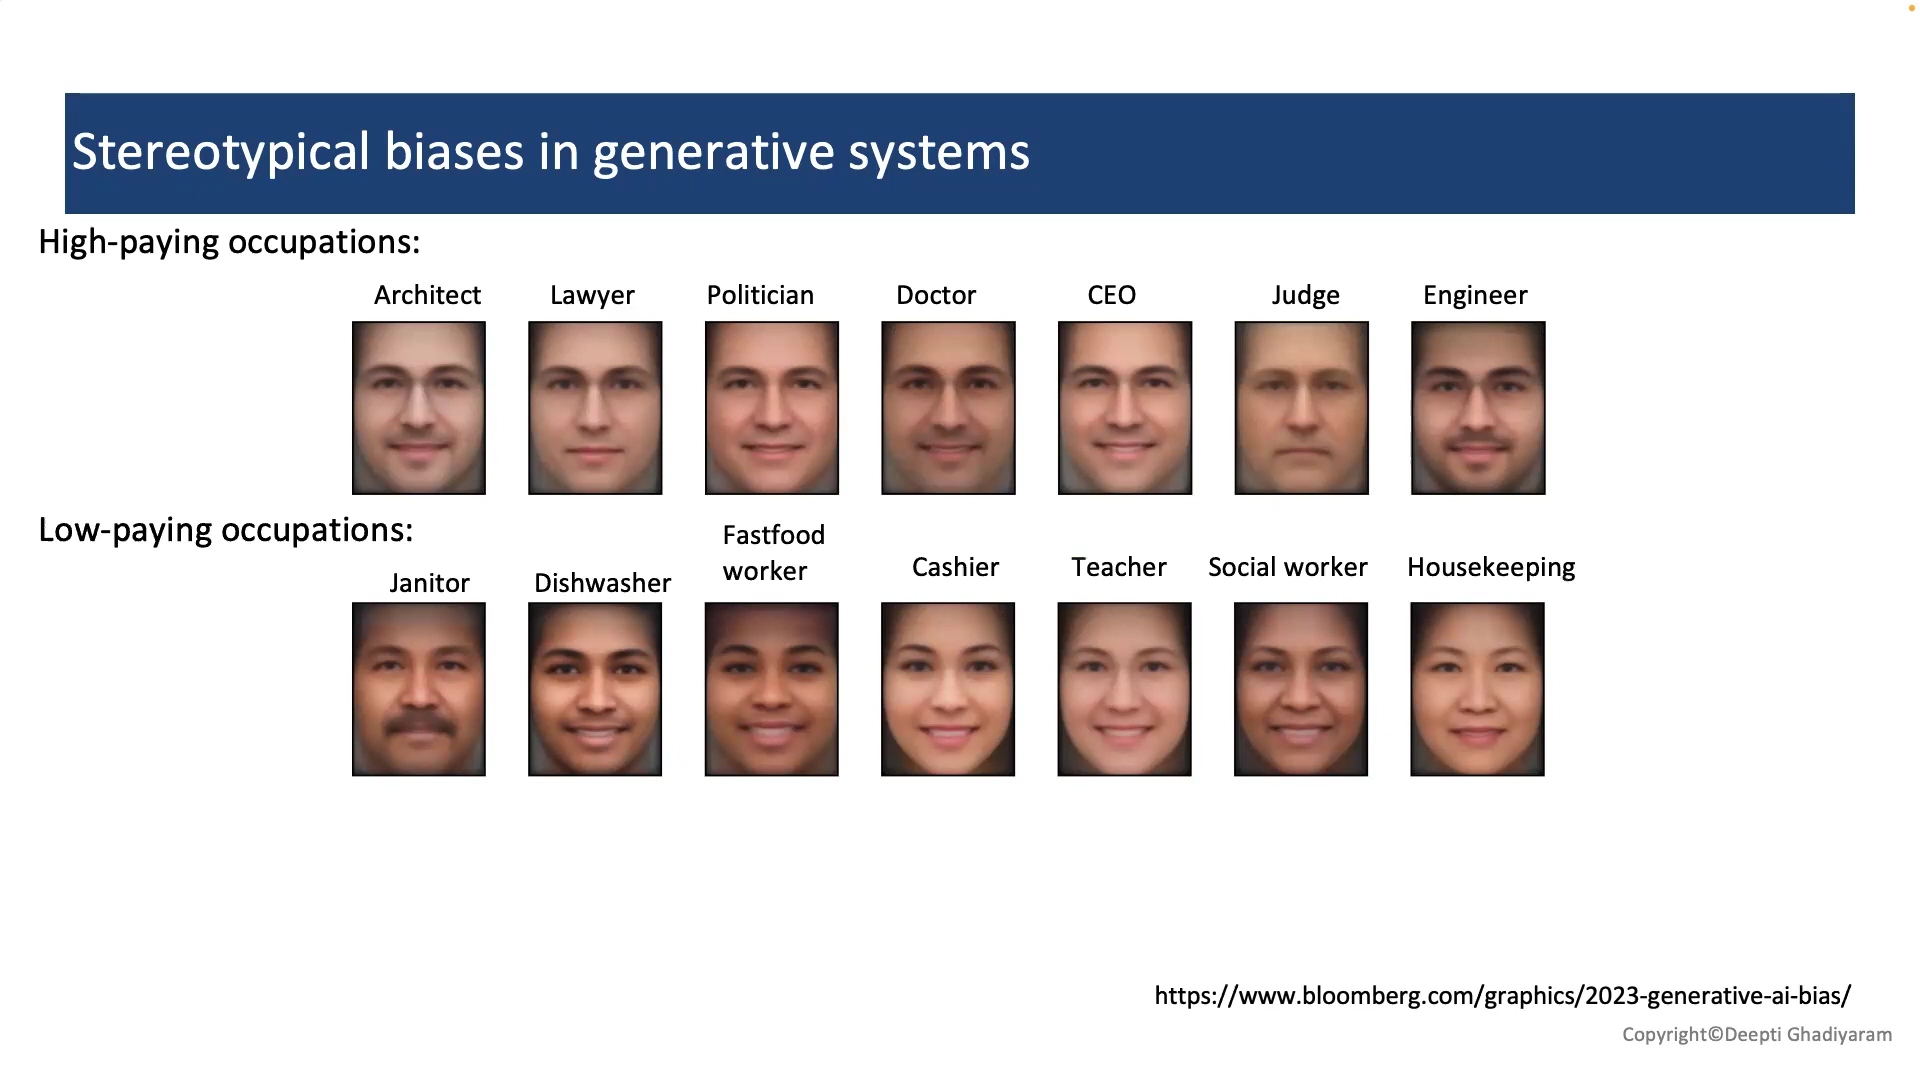 Stereotypical biases in generative systems
High-paying occupations:
Architect Lawyer Politician Doctor CEO Judge Engineer
Low-paying occupations:
Fastfood
worker
Cashier Teacher Social worker Housekeeping
Janitor Dishwasher
https://www.bloomberg.com/graphics/2023-generative-ai-bias/
Copyright©Deepti Ghadiyaram